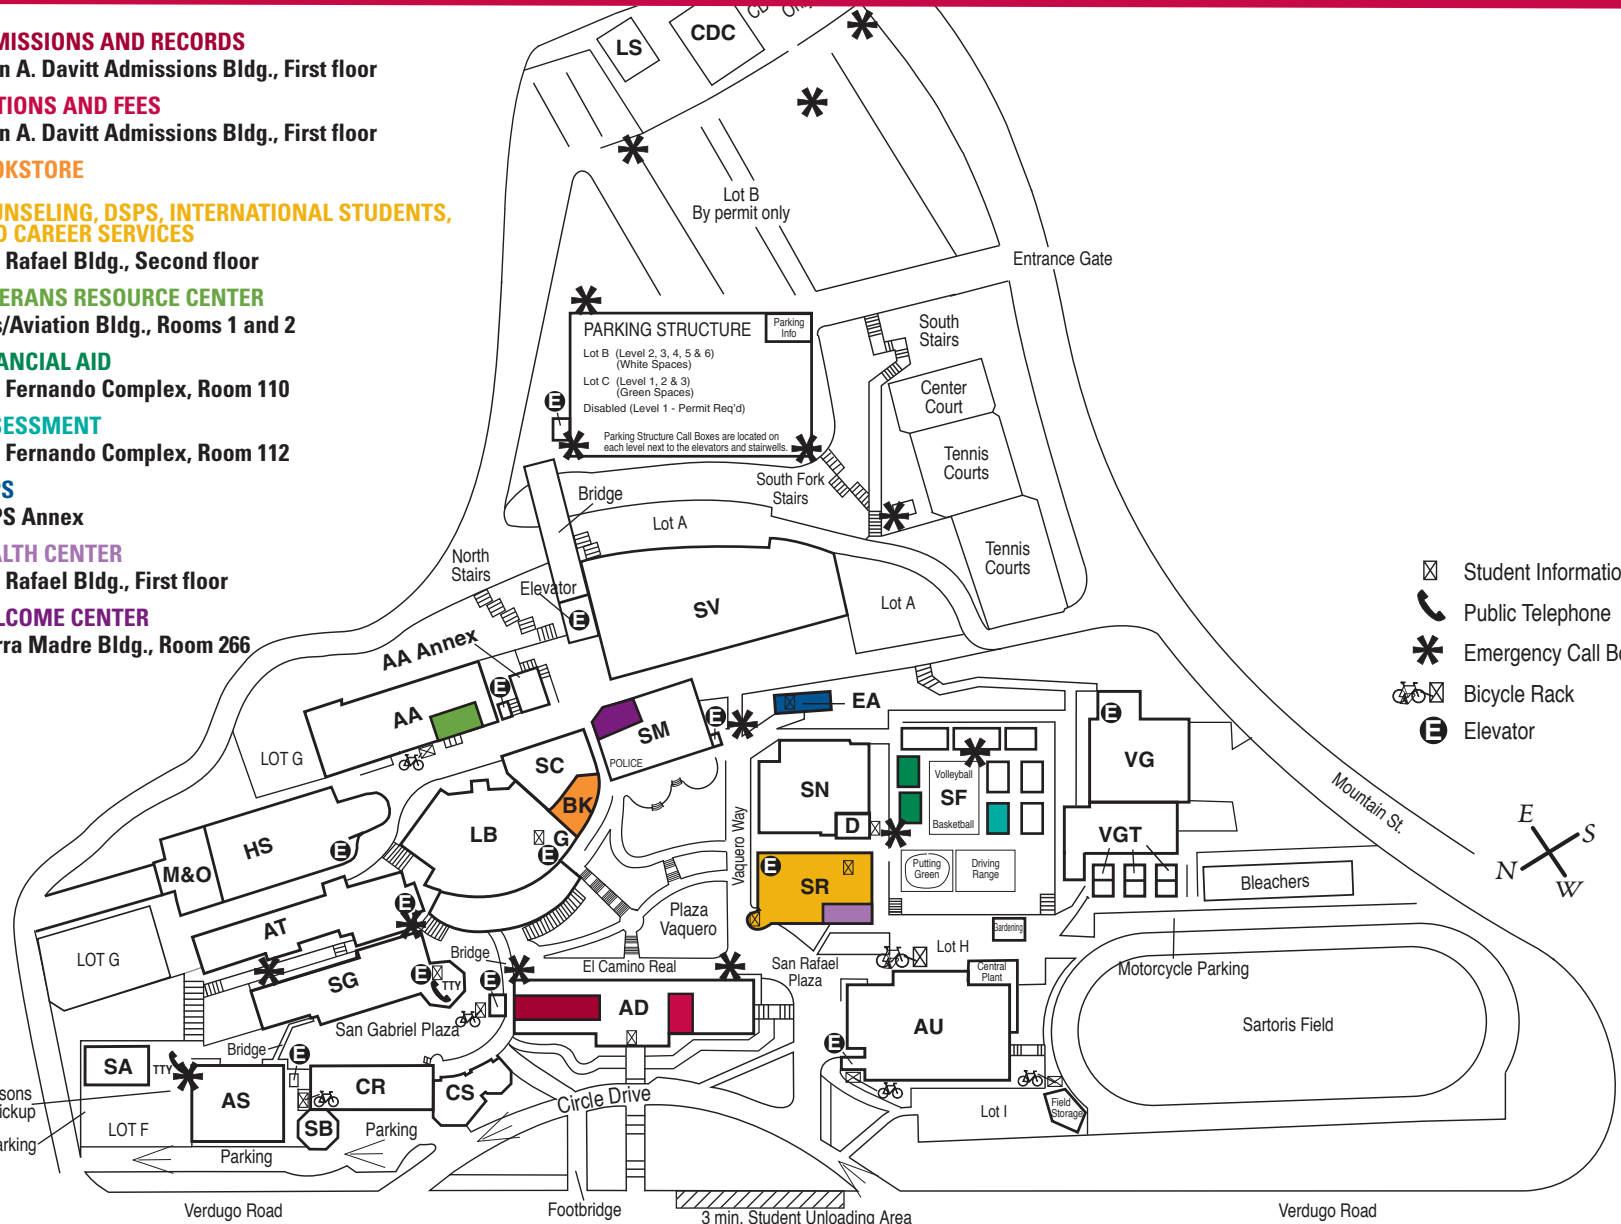 MISSIONS AND RECORDS
n A. Davitt Admissions Bldg., First floor
TIONS AND FEES
n A. Davitt Admissions Bldg., First floor
OKSTORE
UNSELING, DSPS, INTERNATIONAL STUDENTS,
D CAREER SERVICES
Rafael Bldg., Second floor
ERANS RESOURCE CENTER
s/Aviation Bldg., Rooms 1 and 2
ANCIAL AID
Fernando Complex, Room 110
SESSMENT
Fernando Complex, Room 112
PS
PS Annex
ALTH CENTER
Rafael Bldg., First floor
LCOME CENTER
rra Madre Bldg., Room 266
LS
CDC
Lot B
By permit only
Entrance Gate
PARKING STRUCTURE
Parking
Info
Lot B (Level 2, 3, 4, 5 & 6)
(White Spaces)
Lot C (Level 1, 2 & 3)
(Green Spaces)
Disabled (Level 1 - Permit Req'd)
Parking Structure Call Boxes are located on
each level next to the elevators and stairwells.
E
South
Stairs
Center
Court
Tennis
Courts
South Fork
Stairs
Bridge
Lot A
Tennis
Courts
North
Stairs
Elevator
E
SV
Lot A
Student Informatio
Public Telephone
Emergency Call Bo
Bicycle Rack
E
Elevator
AA Annex
E
AA
LOT G
SM
POLICE
E
EA
E
VG
SC
BK
LB
G
E
SN
D
Volleyball
SF
Basketball
VGT
Mountain St.
E
S
N
W
HS
E
M&O
Vaquero Way
E
SR
Putting
Green
Driving
Range
Bleachers
AT
E
LOT G
Plaza
Vaquero
Gardening
SG
E
TTY
Bridge
E
El Camino Real
San Rafael
Plaza
Lot H
Central
Plant
Motorcycle Parking
San Gabriel Plaza
AD
AU
E
Sartoris Field
Bridge
E
SA
TTY
AS
CR
CS
SB
sons
ickup
arking
LOT F
Parking
Parking
Circle Drive
Lot I
Field
Storage
Verdugo Road
Footbridge
3 min. Student Unloading Area
Verdugo Road